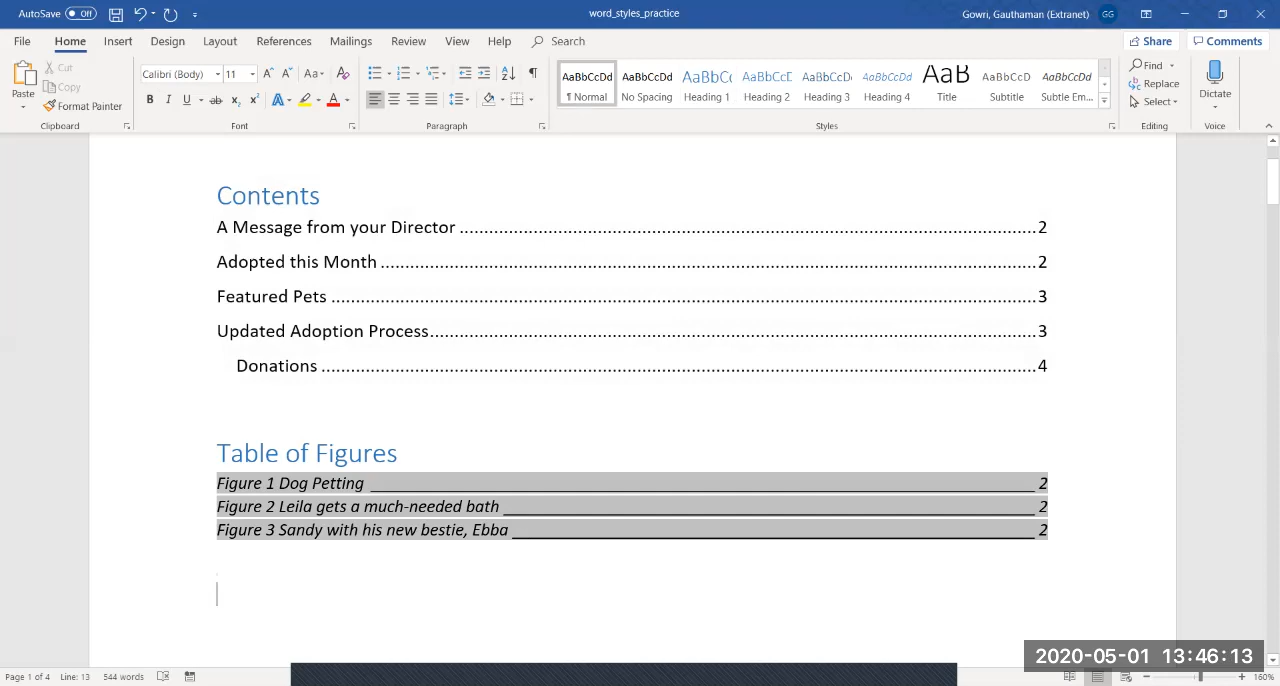 AutoSave Off word_styles_practice Gowri, Gauthaman (Extranet) GG
File Home Insert Design Layout References Mailings Review View Help Search Share Comments
Paste Cut Copy Format Painter Clipboard
Calibri (Body) 11 Aa
B I U ab x₂ x² A A Font
Paragraph
AaBbCcDd ¶ Normal
AaBbCcDd No Spacing
AaBbC Heading 1
AaBbCcE Heading 2
AaBbCcD Heading 3
AaBbCcDd Heading 4
AaB Title
AaBbCcD Subtitle
AaBbCcDd Subtle Em...
Styles
Find Replace Select Editing
Dictate Voice
Contents
A Message from your Director 2
Adopted this Month 2
Featured Pets 3
Updated Adoption Process 3
Donations 4
Table of Figures
Figure 1 Dog Petting 2
Figure 2 Leila gets a much-needed bath 2
Figure 3 Sandy with his new bestie, Ebba 2
2020-05-01 13:46:13
Page 1 of 4 Line: 13 544 words 160%